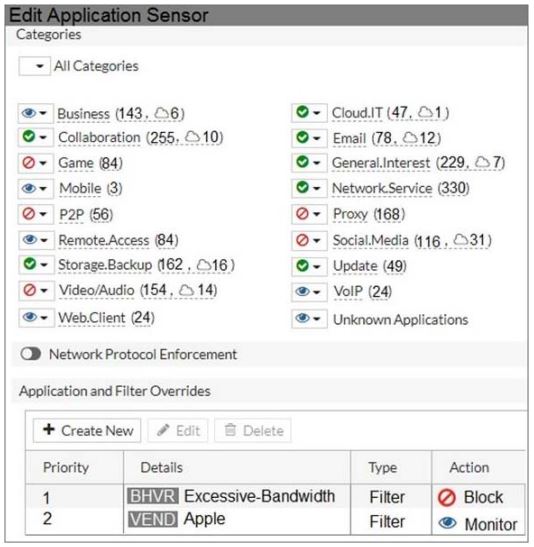 Edit Application Sensor
Categories
All Categories
Business (143, 6)
Cloud.IT (47, 1)
Collaboration (255, 10)
Email (78, 12)
Game (84)
General.Interest (229, 7)
Mobile (3)
Network.Service (330)
P2P (56)
Proxy (168)
Remote.Access (84)
Social.Media (116, 31)
Storage.Backup (162, 16)
Update (49)
Video/Audio (154, 14)
VoIP (24)
Web.Client (24)
Unknown Applications
Network Protocol Enforcement
Application and Filter Overrides
+ Create New Edit Delete
Priority Details Type Action
1 BHVR Excessive-Bandwidth Filter Block
2 VEND Apple Filter Monitor